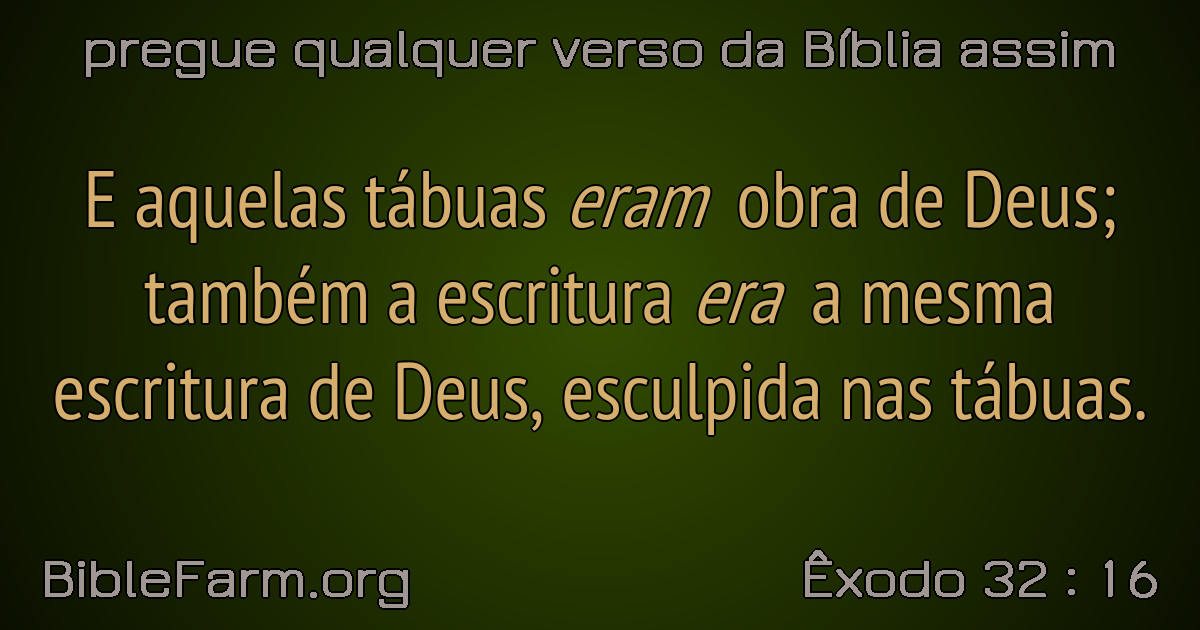 pregue qualquer verso da Bíblia assim
E aquelas tábuas eram obra de Deus;
também a escritura era a mesma
escritura de Deus, esculpida nas tábuas.
BibleFarm.org
Êxodo 32 : 16